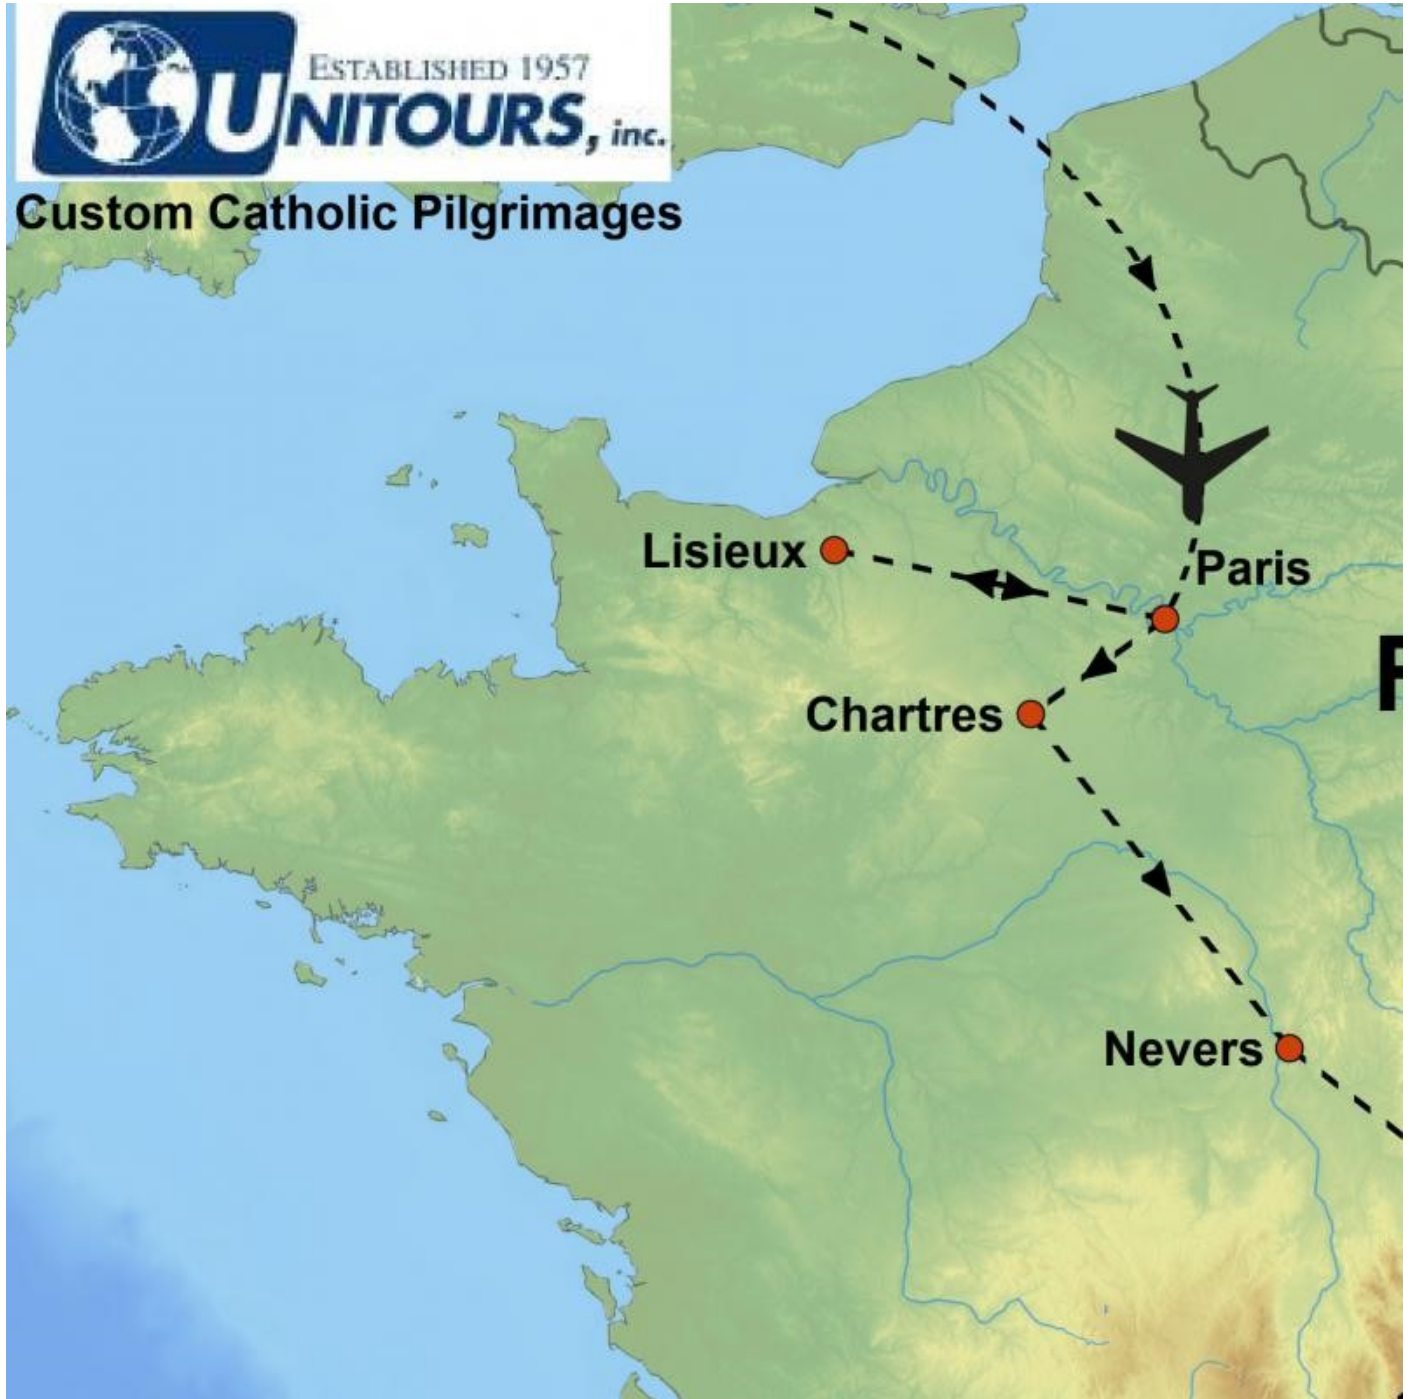 ESTABLISHED 1957
UNITOURS, inc.
Custom Catholic Pilgrimages
Lisieux
Paris
Chartres
Nevers